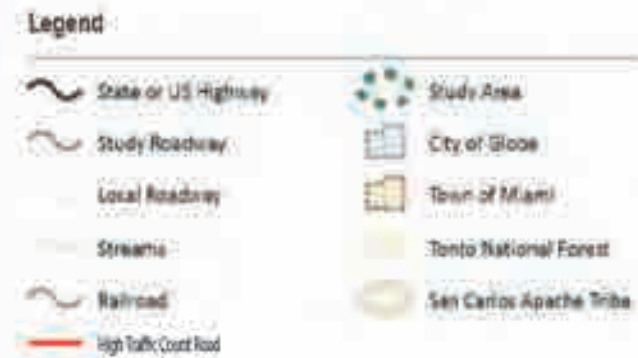 Legend
State or US Highway
Study Roadway
Local Roadway
Streams
Railroad
High Traffic Count Road
Study Area
City of Globe
Town of Miami
Tonto National Forest
San Carlos Apache Tribe